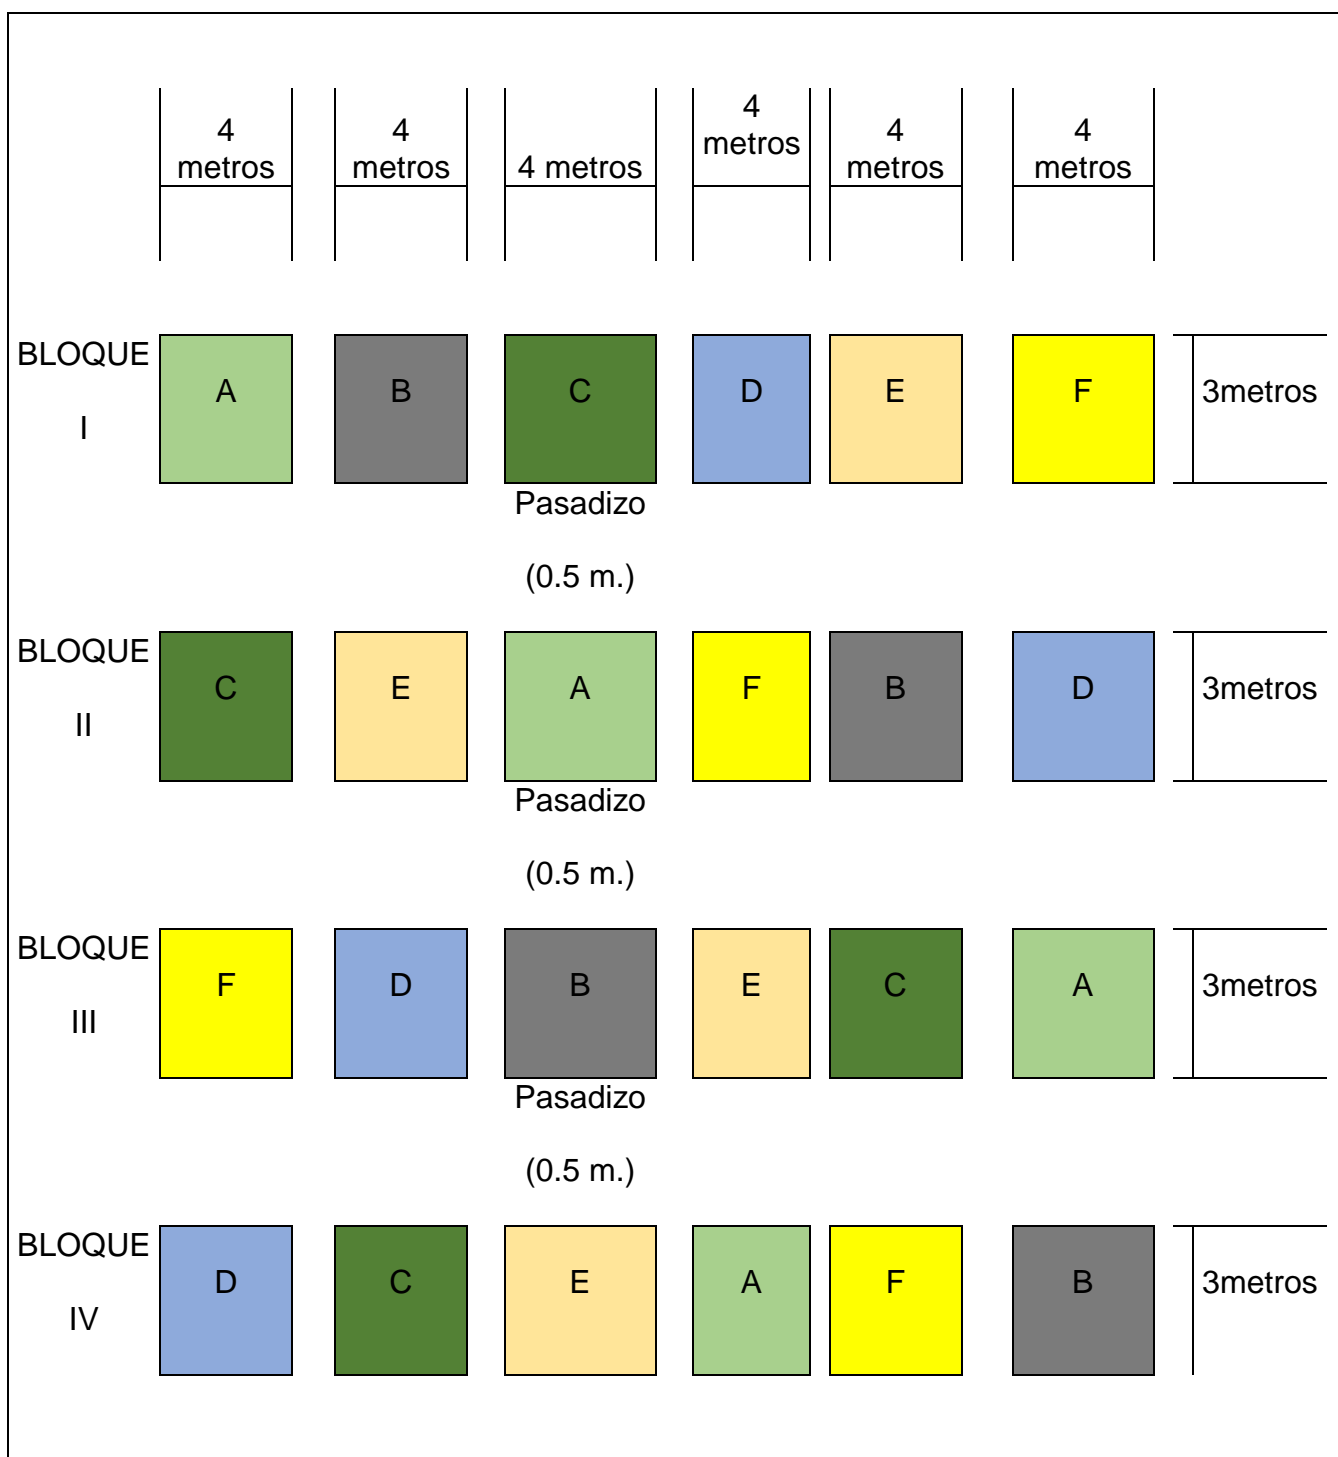 4
metros
4
metros
4 metros
4
metros
4
metros
4
metros
BLOQUE
I
A
B
C
D
E
F
3metros
Pasadizo
(0.5 m.)
BLOQUE
II
C
E
A
F
B
D
3metros
Pasadizo
(0.5 m.)
BLOQUE
III
F
D
B
E
C
A
3metros
Pasadizo
(0.5 m.)
BLOQUE
IV
D
C
E
A
F
B
3metros